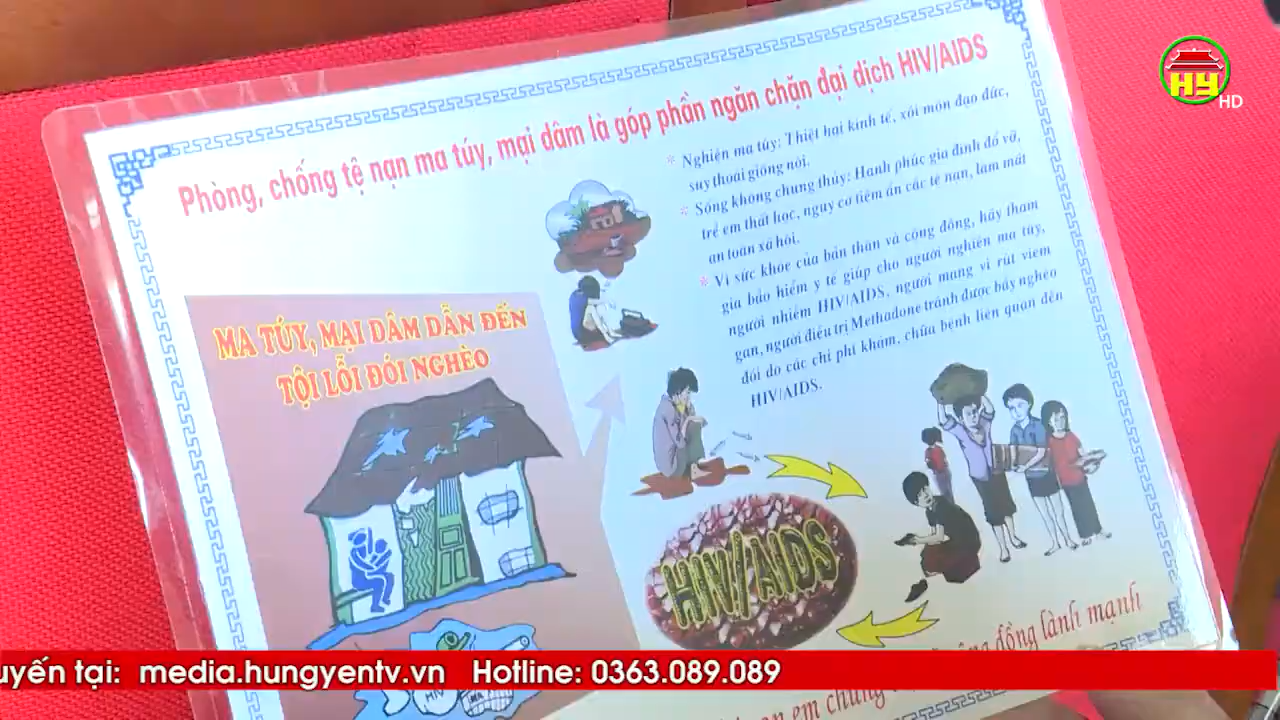 HY
HD
Phòng, chống tệ nạn ma túy, mại dâm là góp phần ngăn chặn đại dịch HIV/AIDS
* Nghiện ma túy: Thiệt hại kinh tế, xói mòn đạo đức,
suy thoái giống nòi.
* Sống không chung thủy: Hạnh phúc gia đình đổ vỡ,
trẻ em thất học, nguy cơ tiềm ẩn các tệ nạn, làm mất
an toàn xã hội.
* Vì sức khỏe của bản thân và cộng đồng, hãy tham
gia bảo hiểm y tế giúp cho người nghiện ma túy,
người nhiễm HIV/AIDS, người mang vi rút viêm
gan, người điều trị Methadone tránh được bẫy nghèo
đói do các chi phí khám, chữa bệnh liên quan đến
HIV/AIDS.
MA TÚY, MẠI DÂM DẪN ĐẾN
TỘI LỖI ĐÓI NGHÈO
HIV/AIDS
HIV
MA
đồng lành mạnh
em chung
uyến tại: media.hungyentv.vn Hotline: 0363.089.089